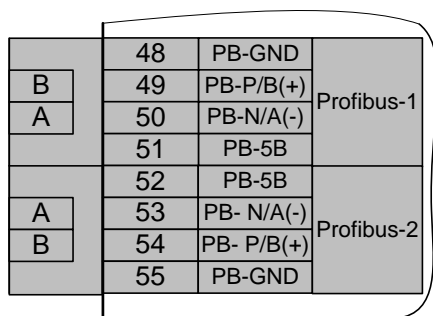 48 PB-GND
B 49 PB-P/B(+)
Profibus-1
A 50 PB-N/A(-)
51 PB-5B
52 PB-5B
A 53 PB- N/A(-)
Profibus-2
B 54 PB- P/B(+)
55 PB-GND